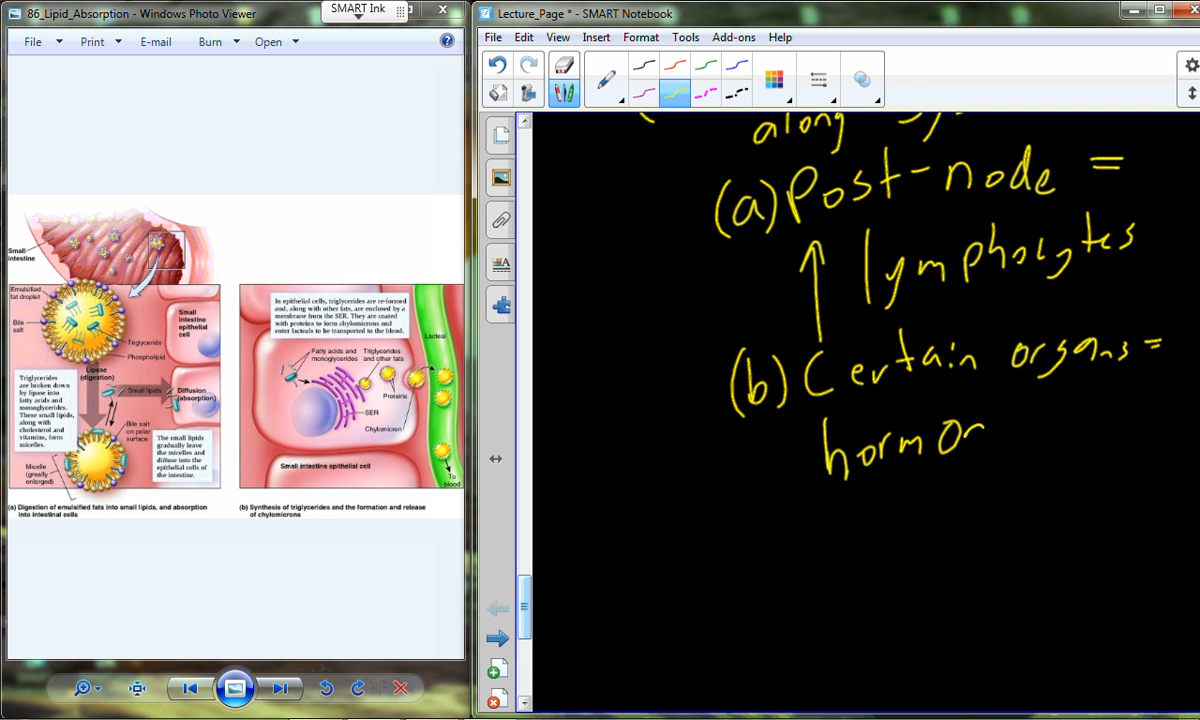 86_Lipid_Absorption - Windows Photo Viewer
SMART Ink
File Print E-mail Burn Open
Small
intestine
Emulsified
fat droplet
Bile
salt
Small
intestine
epithelial
cell
Triglyceride
Phospholipid
Lipase
(digestion)
Triglycerides
are broken down
by lipase into
fatty acids and
monoglycerides.
These small lipids,
along with
cholesterol and
vitamins, form
micelles.
Small lipids
Diffusion
(absorption)
Bile salt
on polar
surface
The small lipids
gradually leave
the micelles and
diffuse into the
epithelial cells of
the intestine.
Micelle
(greatly
enlarged)
(a) Digestion of emulsified fats into small lipids, and absorption
into intestinal cells
In epithelial cells, triglycerides are re-formed
and, along with other fats, are enclosed by a
membrane from the SER. They are coated
with proteins to form chylomicrons and
enter lacteals to be transported to the blood.
Lacteal
Fatty acids and
monoglycerides
Triglycerides
and other fats
Proteins
SER
Chylomicron
Small intestine epithelial cell
To
blood
(b) Synthesis of triglycerides and the formation and release
of chylomicrons
Lecture_Page * - SMART Notebook
File Edit View Insert Format Tools Add-ons Help
along
(a) Post-node =
lymphocytes
(b) Certain organs =
hormon